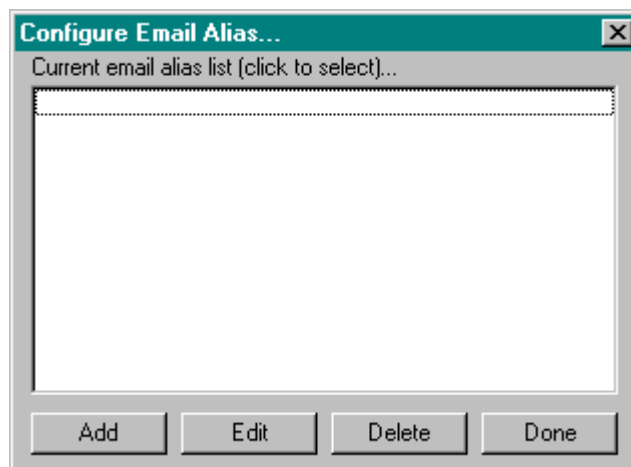 Configure Email Alias...
Current email alias list (click to select)...
Add Edit Delete Done